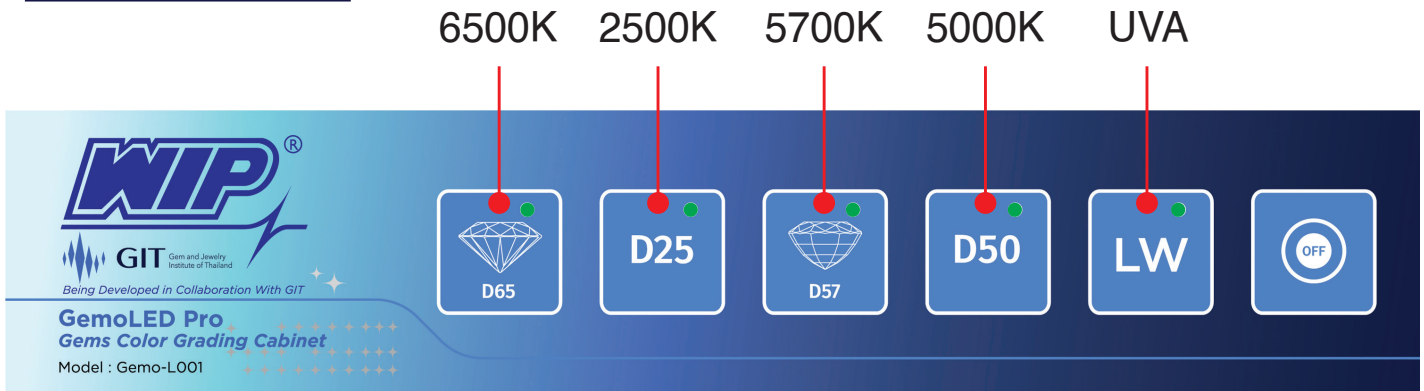 6500K 2500K 5700K 5000K UVA
WIP®
GIT Gem and Jewelry
Institute of Thailand
Being Developed in Collaboration With GIT
GemoLED Pro
Gems Color Grading Cabinet
Model : Gemo-L001
D65
D25
D57
D50
LW
OFF